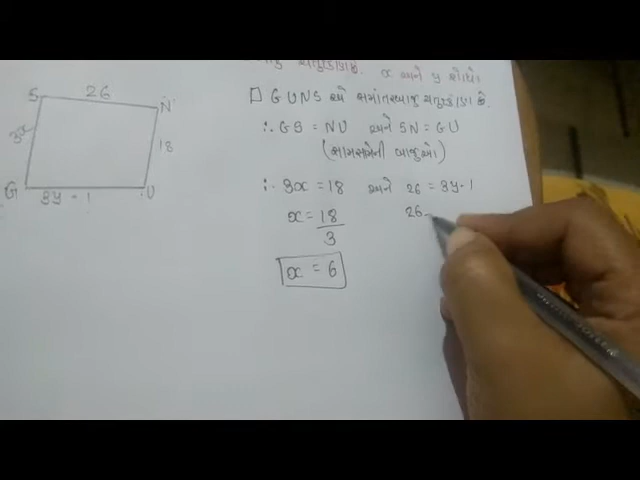 x અને y શોધો.
S 26 N
□ GUNS એ સમાંતરબાજુ ચતુષ્કોણ છે.
∴ GS = NU અને SN = GU
3x 18
(સામસામેની બાજુઓ)
G 3y - 1 U
∴ 3x = 18 અને 26 = 3y - 1
x = 18/3 26
x = 6